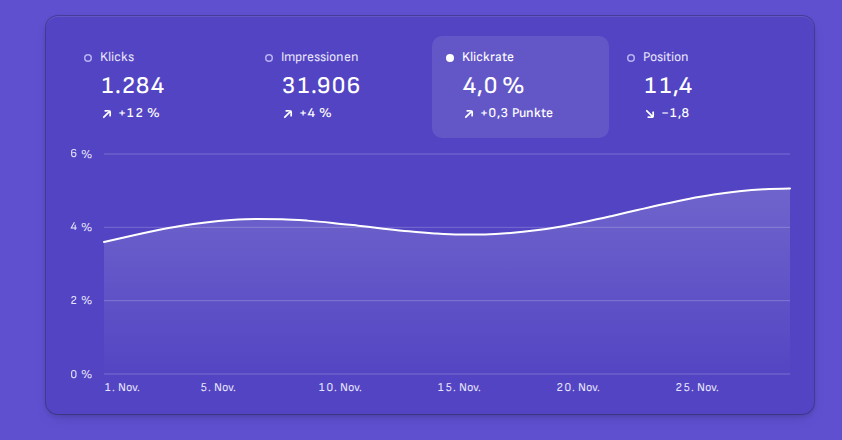 Klicks
1.284
+12 %
Impressionen
31.906
+4 %
Klickrate
4,0 %
+0,3 Punkte
Position
11,4
−1,8
6 %
4 %
2 %
0 %
1. Nov.
5. Nov.
10. Nov.
15. Nov.
20. Nov.
25. Nov.